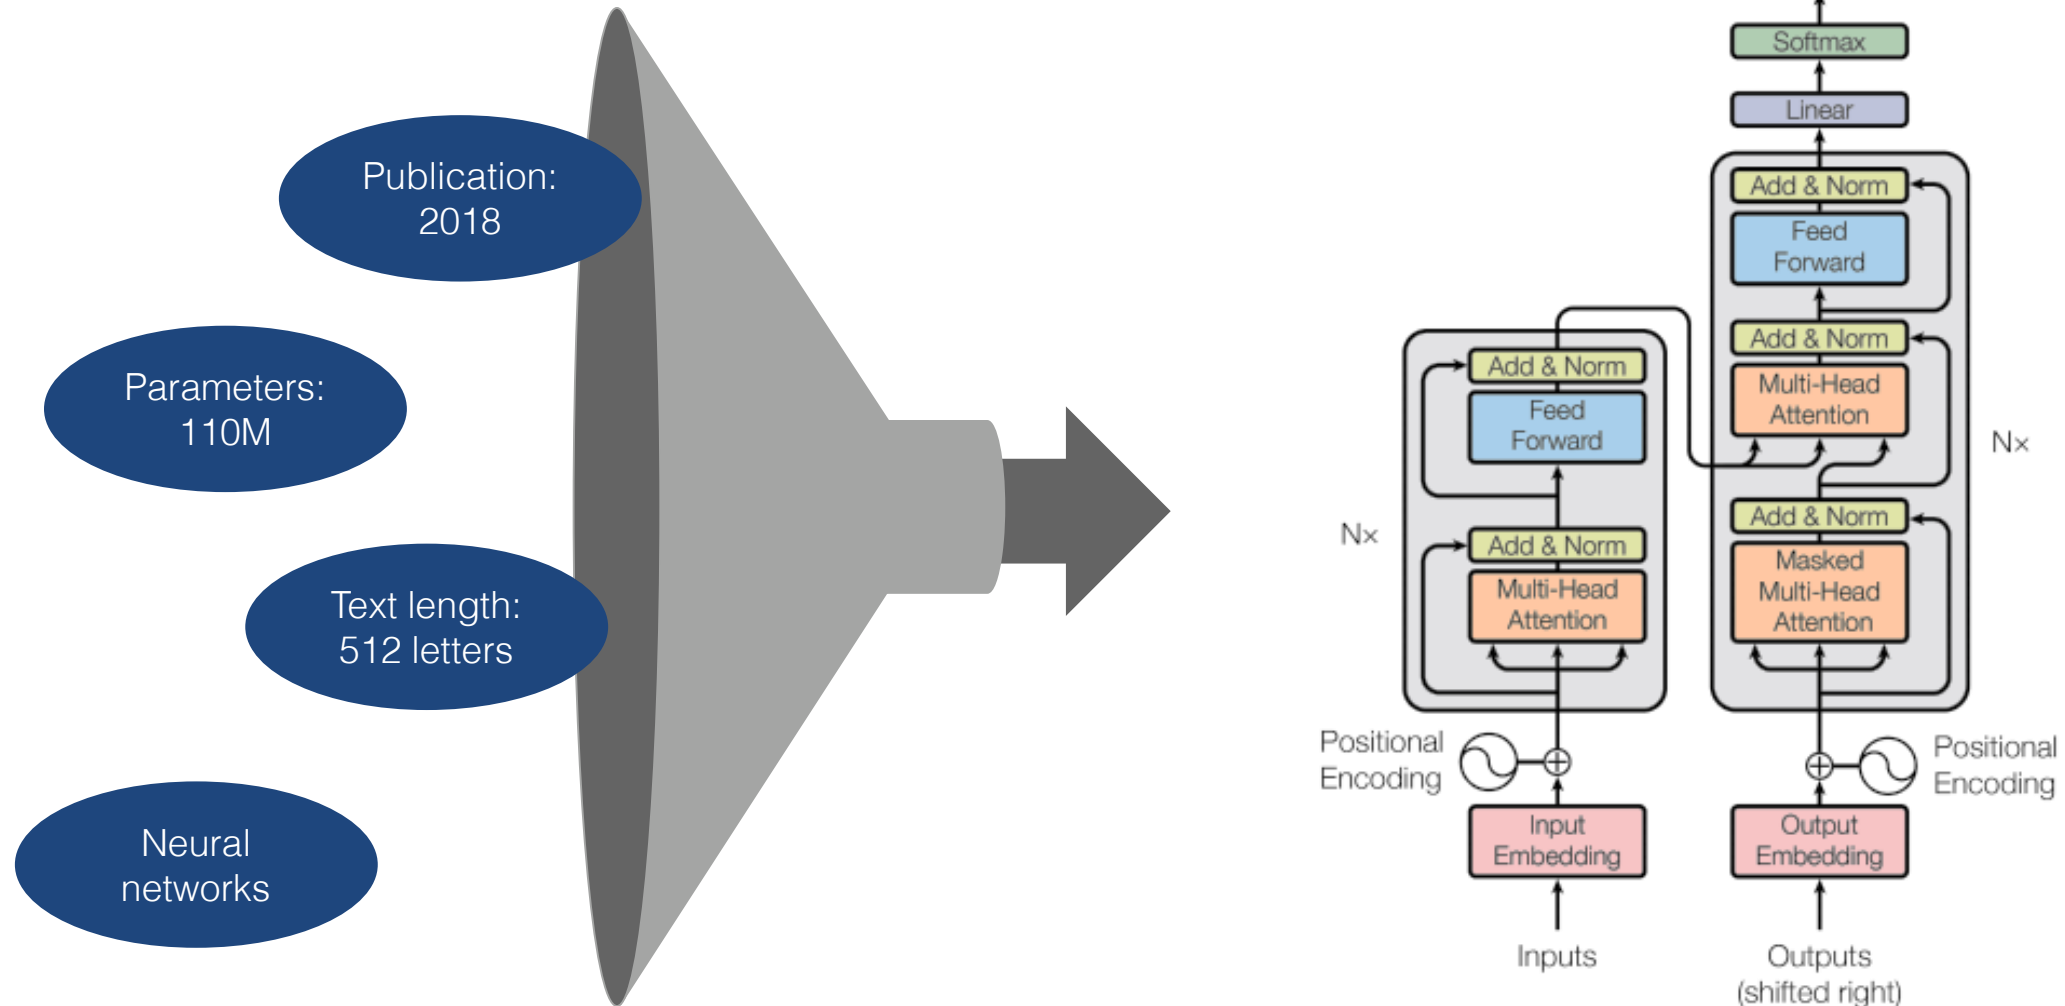 Publication:
2018
Parameters:
110M
Text length:
512 letters
Neural
networks
Softmax
Linear
Add & Norm
Feed
Forward
Add & Norm
Multi-Head
Attention
Add & Norm
Masked
Multi-Head
Attention
N×
Add & Norm
Feed
Forward
Add & Norm
Multi-Head
Attention
N×
Positional
Encoding
Positional
Encoding
Input
Embedding
Output
Embedding
Inputs
Outputs
(shifted right)